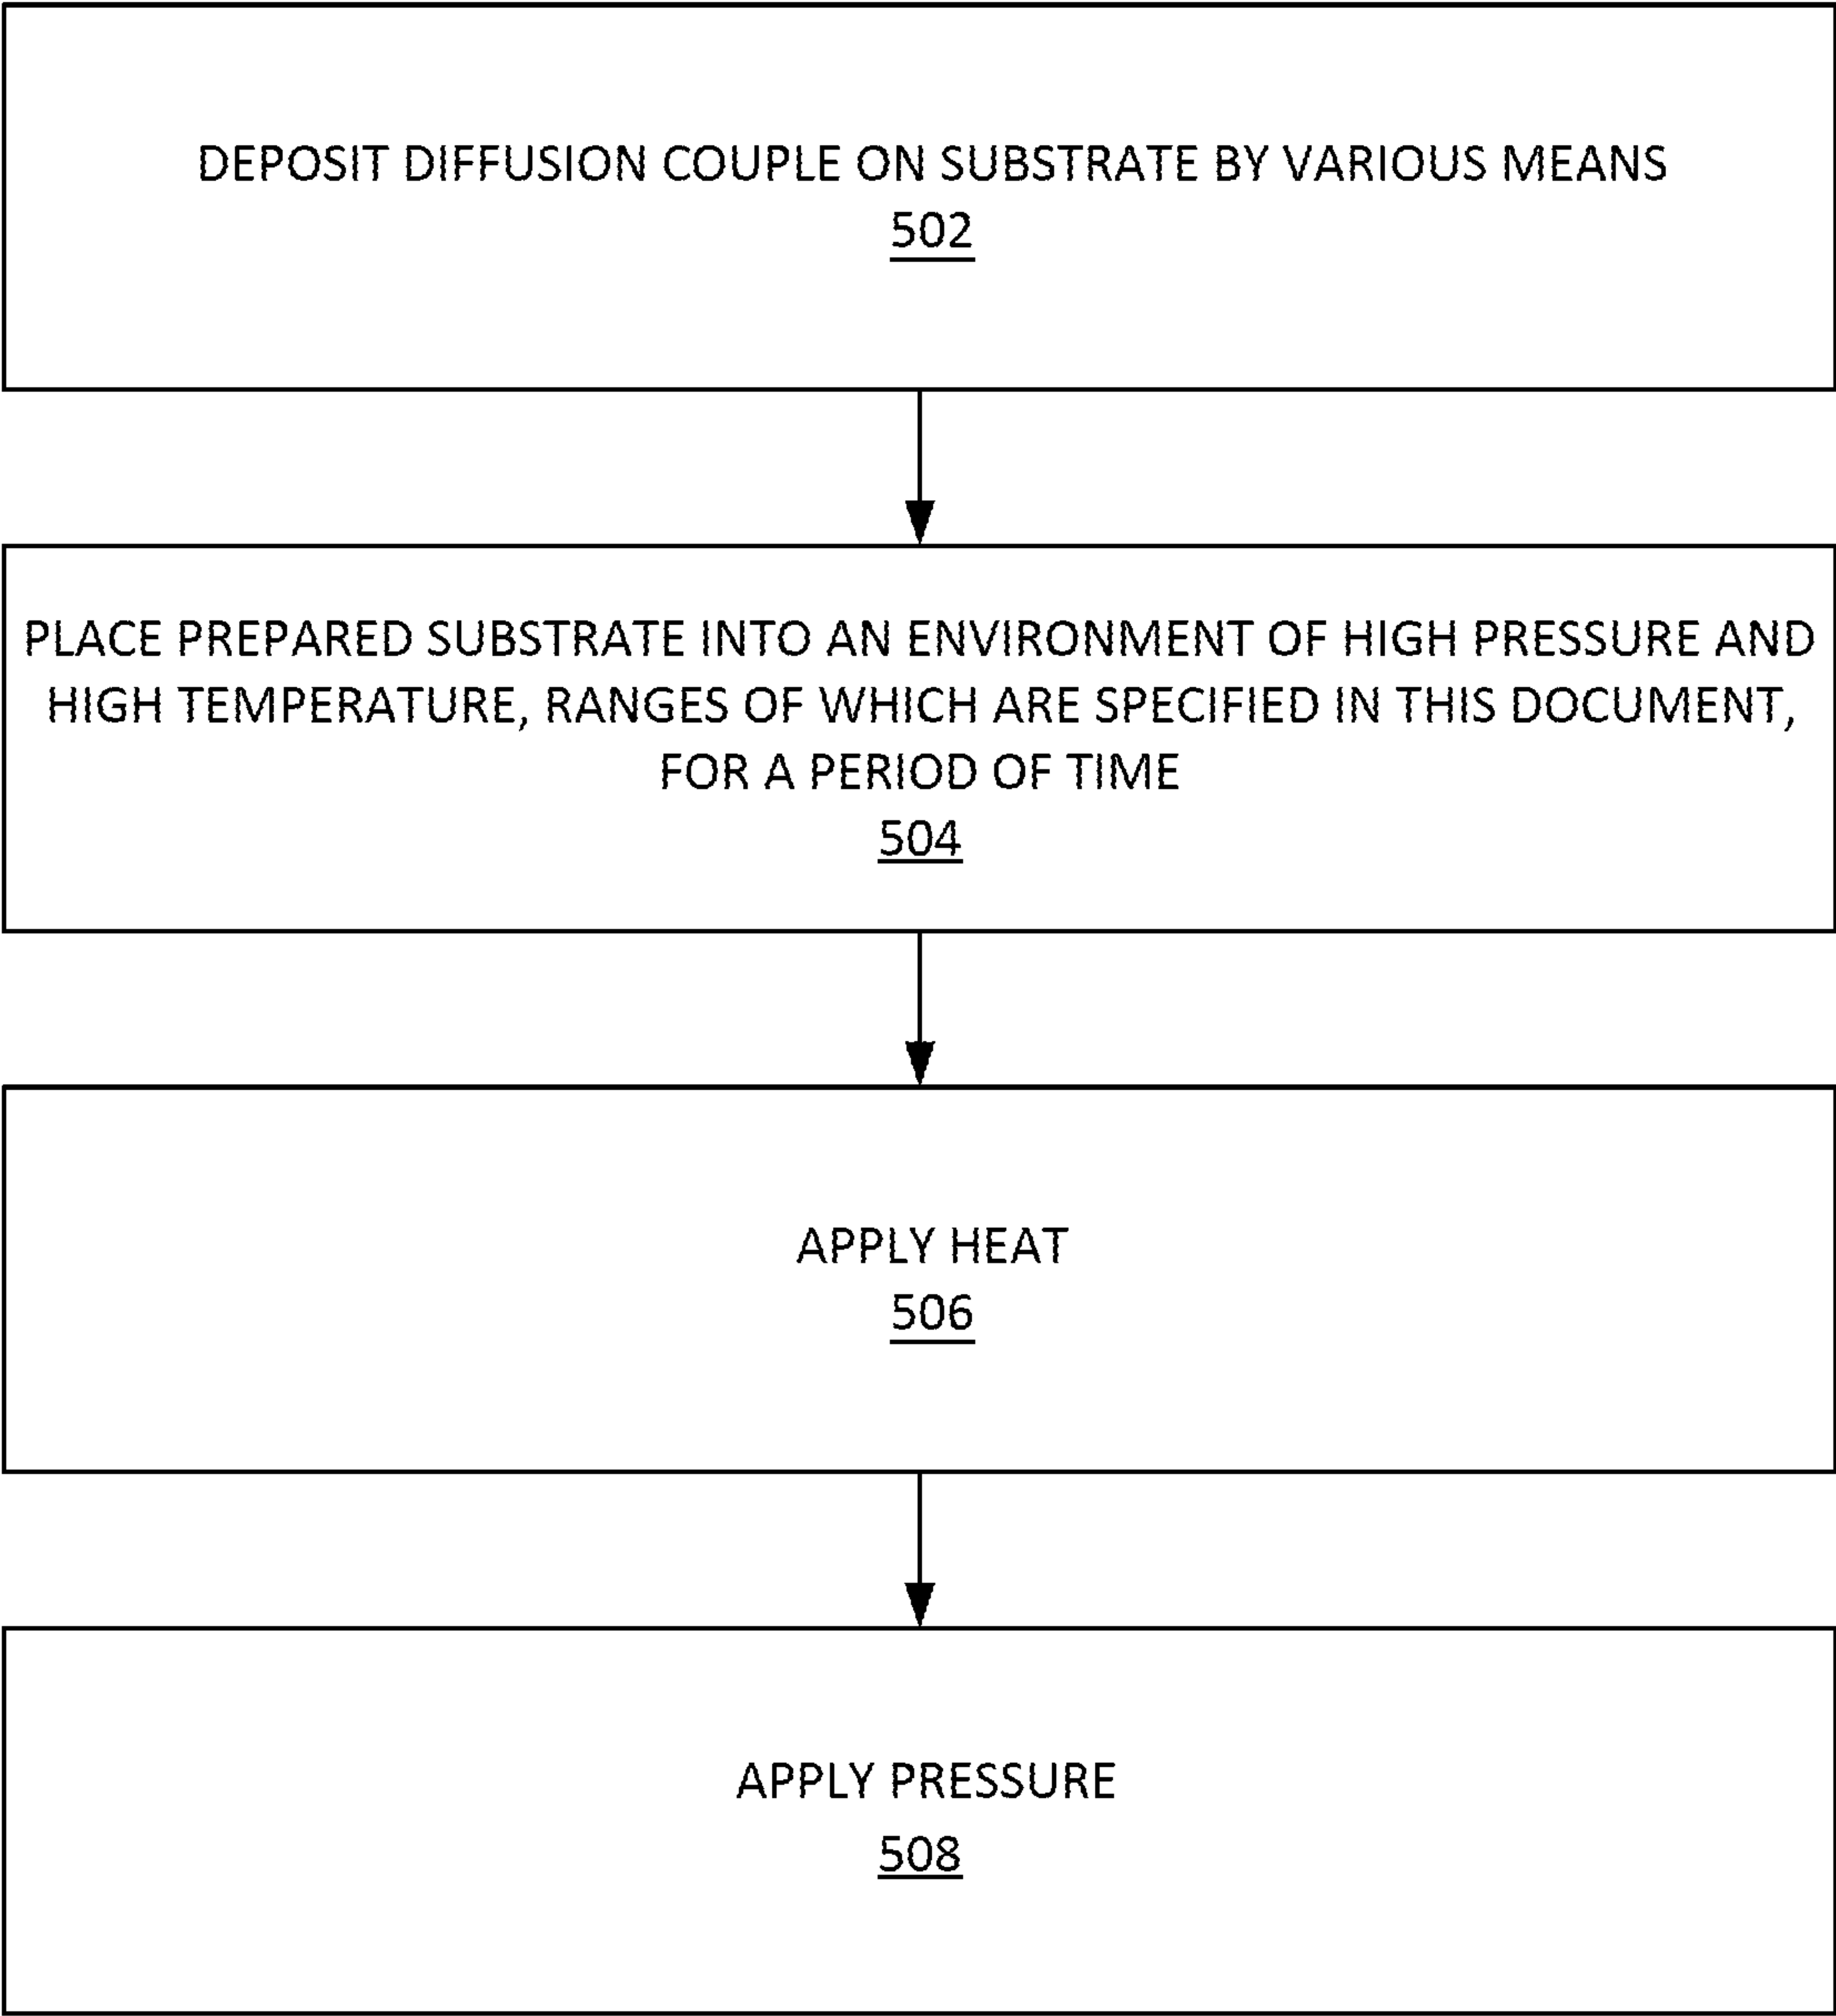 DEPOSIT DIFFUSION COUPLE ON SUBSTRATE BY VARIOUS MEANS
502
PLACE PREPARED SUBSTRATE INTO AN ENVIRONMENT OF HIGH PRESSURE AND
HIGH TEMPERATURE, RANGES OF WHICH ARE SPECIFIED IN THIS DOCUMENT,
FOR A PERIOD OF TIME
504
APPLY HEAT
506
APPLY PRESSURE
508